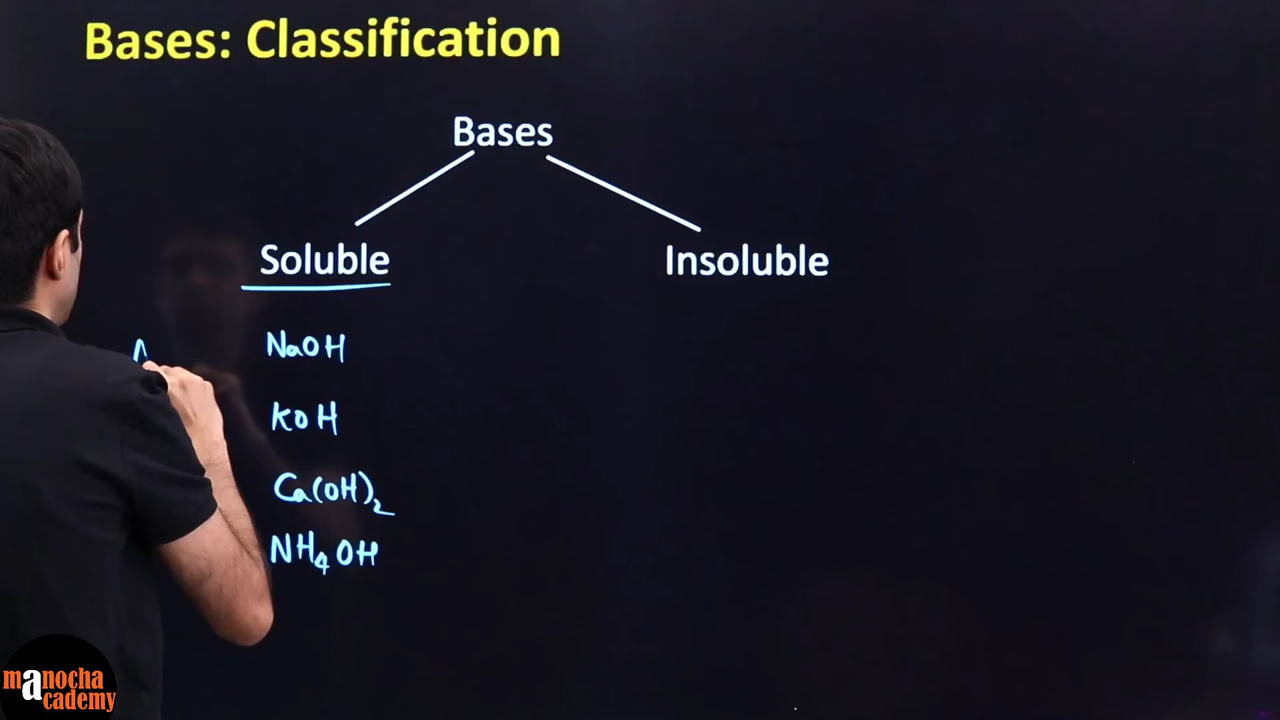 Bases: Classification
Bases
Soluble Insoluble
NaOH
KOH
Ca(OH)₂
NH₄OH
manocha
academy